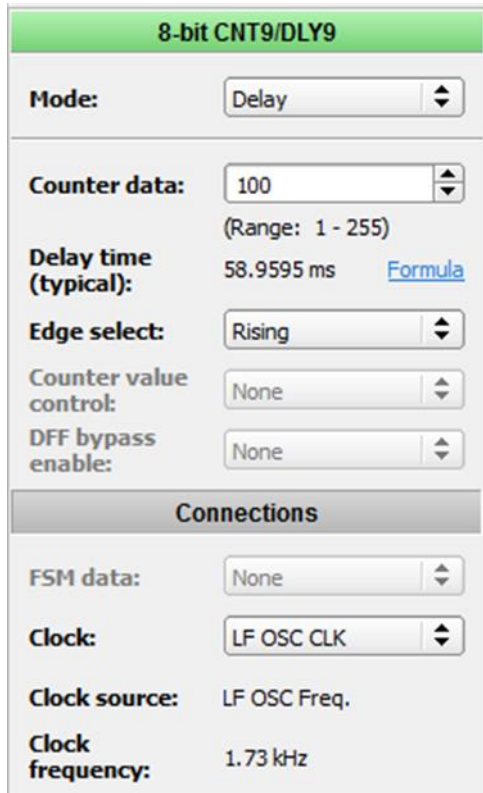 8-bit CNT9/DLY9
Mode: Delay
Counter data: 100
(Range: 1 - 255)
Delay time
(typical): 58.9595 ms Formula
Edge select: Rising
Counter value
control: None
DFF bypass
enable: None
Connections
FSM data: None
Clock: LF OSC CLK
Clock source: LF OSC Freq.
Clock
frequency: 1.73 kHz